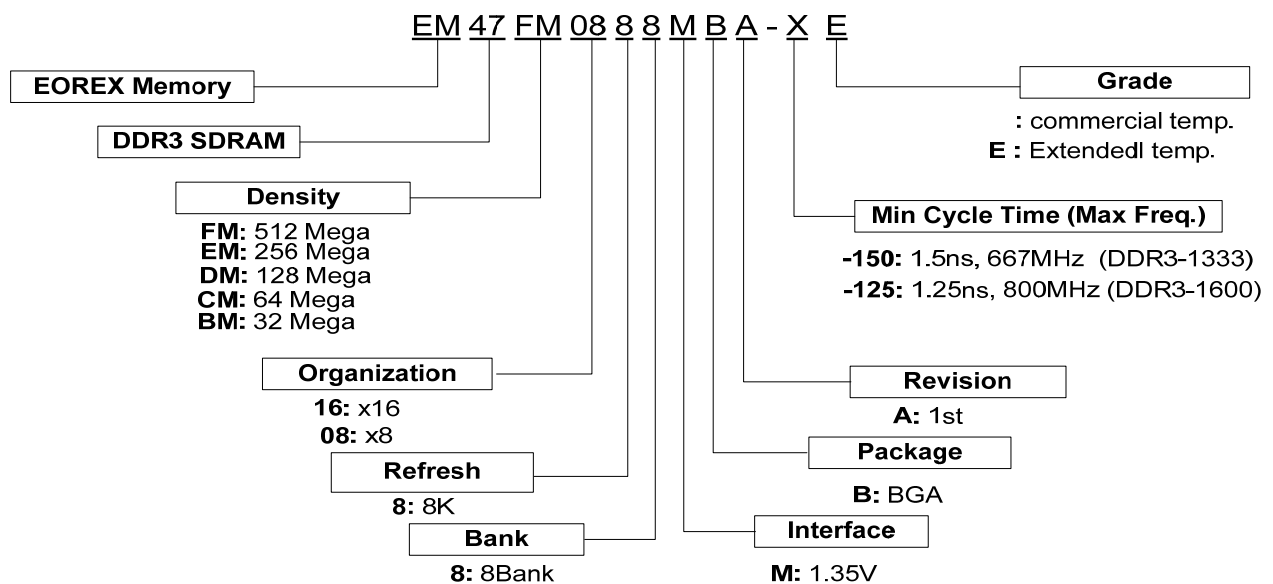 EM 47 FM 08 8 8 M B A - X E
EOREX Memory
Grade
: commercial temp.
E : Extendedl temp.
DDR3 SDRAM
Density
FM: 512 Mega
EM: 256 Mega
DM: 128 Mega
CM: 64 Mega
BM: 32 Mega
Min Cycle Time (Max Freq.)
-150: 1.5ns, 667MHz (DDR3-1333)
-125: 1.25ns, 800MHz (DDR3-1600)
Organization
16: x16
08: x8
Revision
A: 1st
Refresh
8: 8K
Package
B: BGA
Bank
8: 8Bank
Interface
M: 1.35V